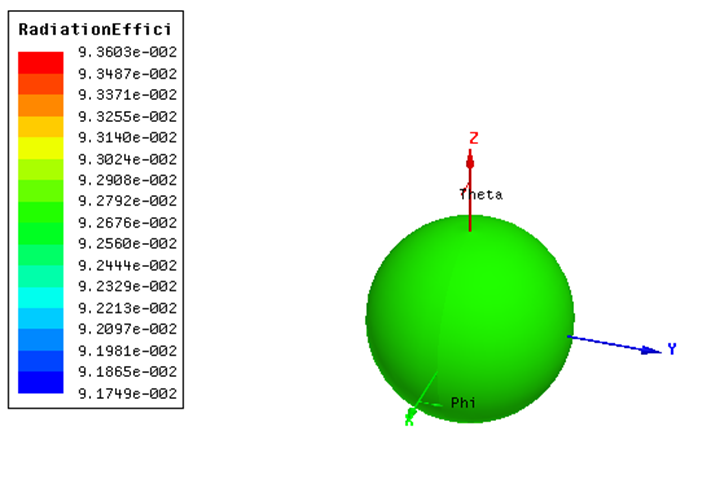 RadiationEffici
9.3603e-002
9.3487e-002
9.3371e-002
9.3255e-002
9.3140e-002
9.3024e-002
9.2908e-002
9.2792e-002
9.2676e-002
9.2560e-002
9.2444e-002
9.2329e-002
9.2213e-002
9.2097e-002
9.1981e-002
9.1865e-002
9.1749e-002
Z
Theta
Y
Phi
X